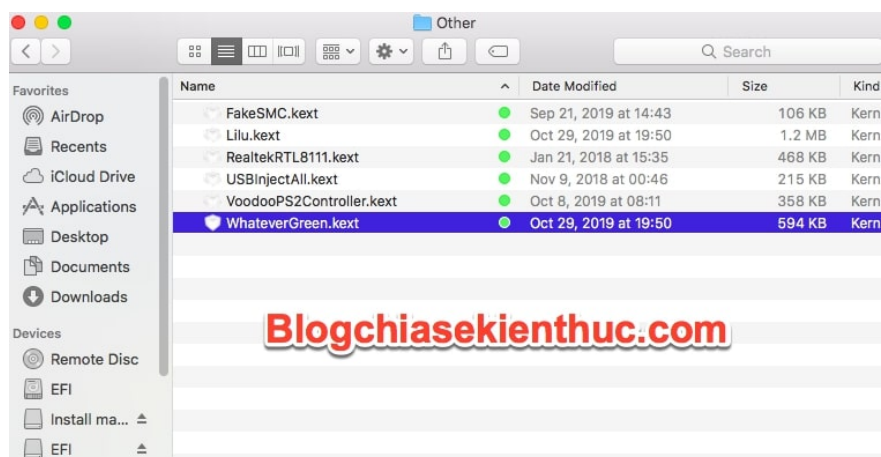 Other
Search
Favorites
AirDrop
Recents
iCloud Drive
Applications
Desktop
Documents
Downloads
Devices
Remote Disc
EFI
Install ma...
EFI
Name Date Modified Size Kind
FakeSMC.kext Sep 21, 2019 at 14:43 106 KB Kern
Lilu.kext Oct 29, 2019 at 19:50 1.2 MB Kern
RealtekRTL8111.kext Jan 21, 2018 at 15:35 468 KB Kern
USBInjectAll.kext Nov 9, 2018 at 00:46 215 KB Kern
VoodooPS2Controller.kext Oct 8, 2019 at 08:11 358 KB Kern
WhateverGreen.kext Oct 29, 2019 at 19:50 594 KB Kern
Blogchiasekienthuc.com